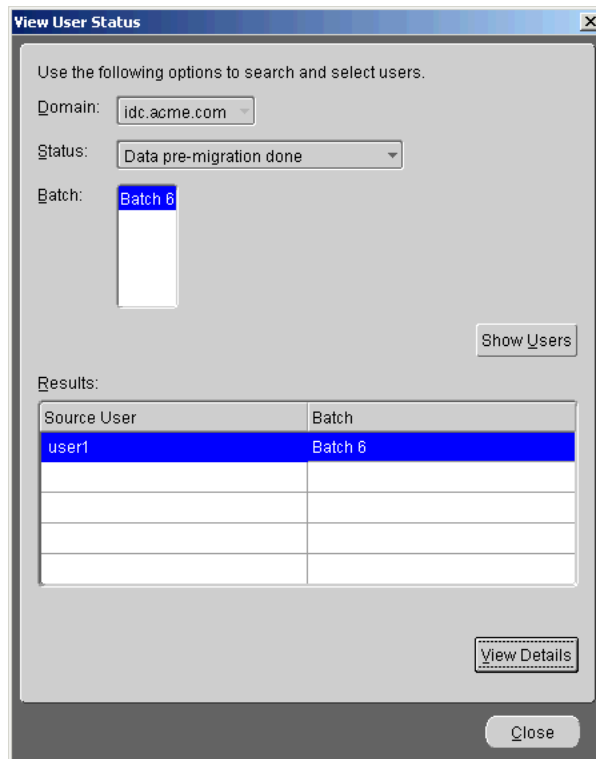 View User Status
Use the following options to search and select users.
Domain: idc.acme.com
Status: Data pre-migration done
Batch: Batch 6
Show Users
Results:
Source User Batch
user1 Batch 6
View Details
Close